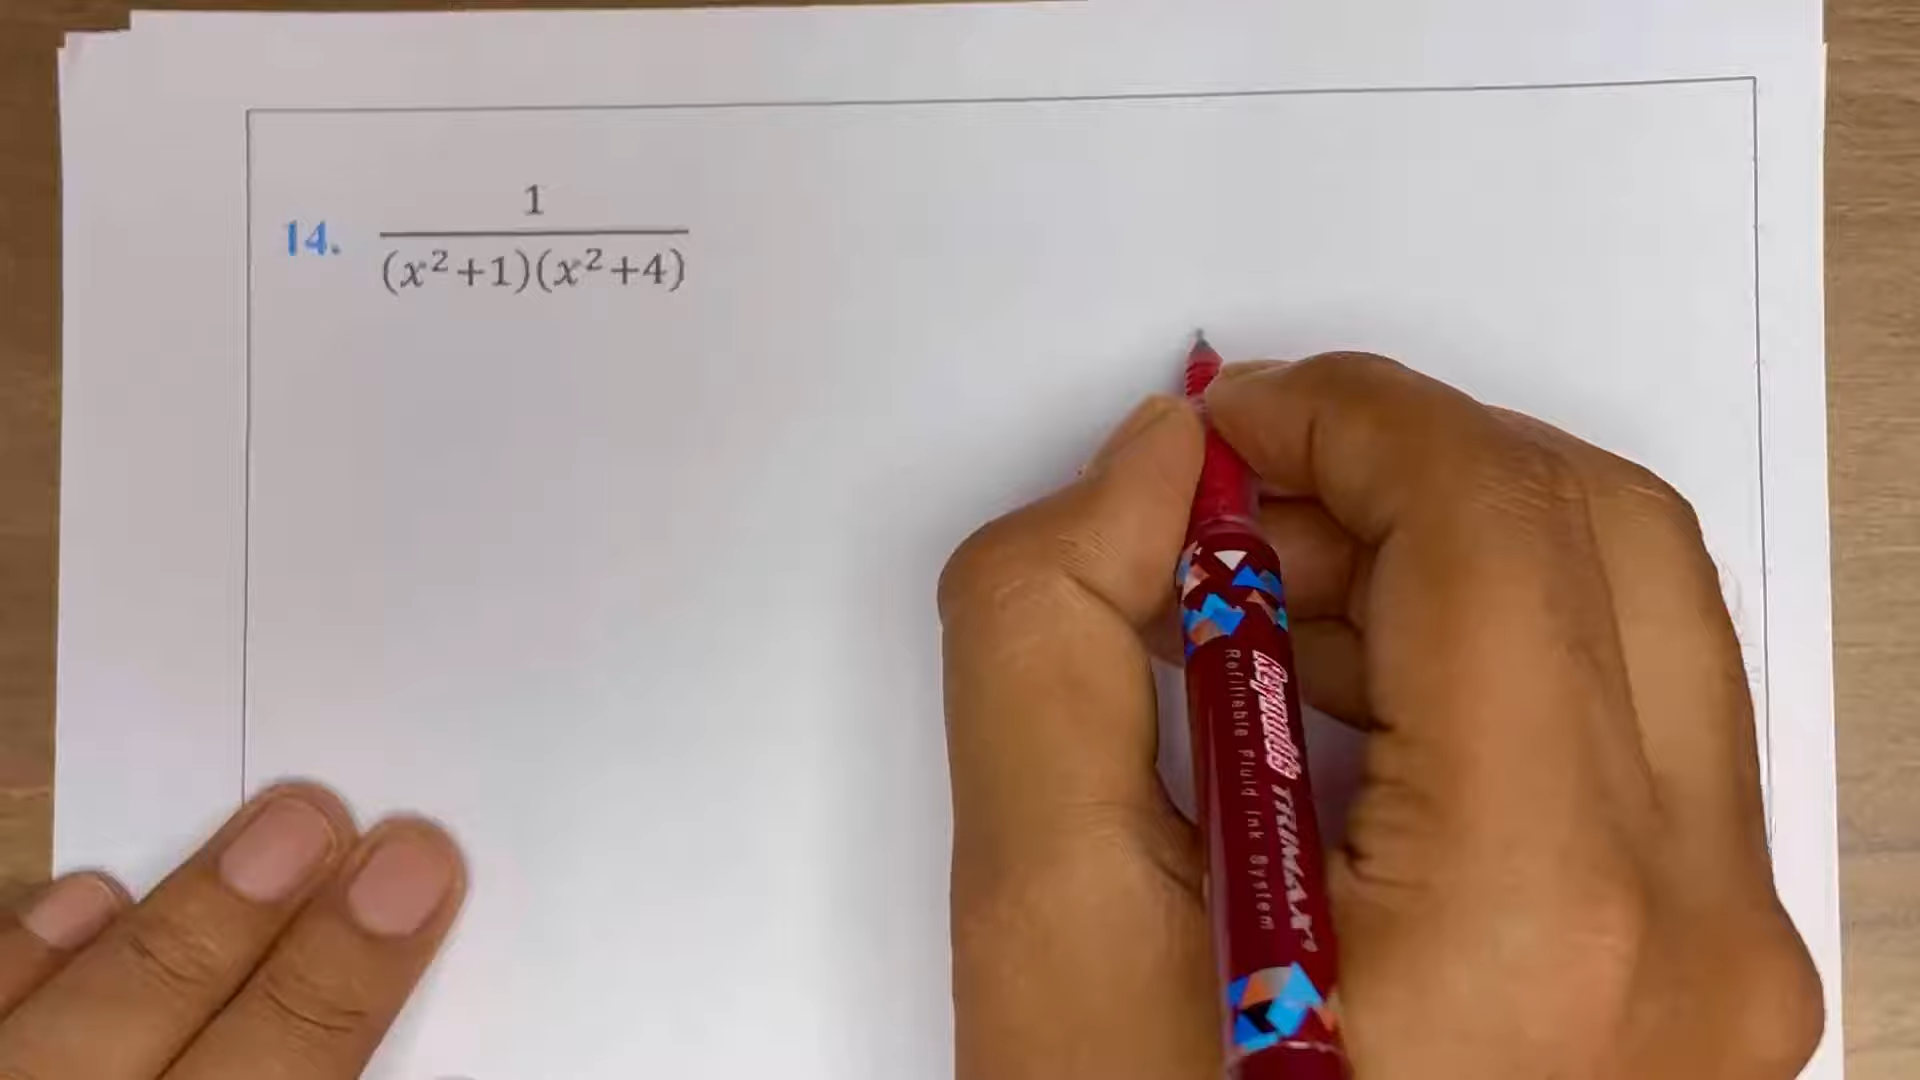 14. 1
(x²+1)(x²+4)
Reynolds TRIMAX®
Refillable Fluid Ink System